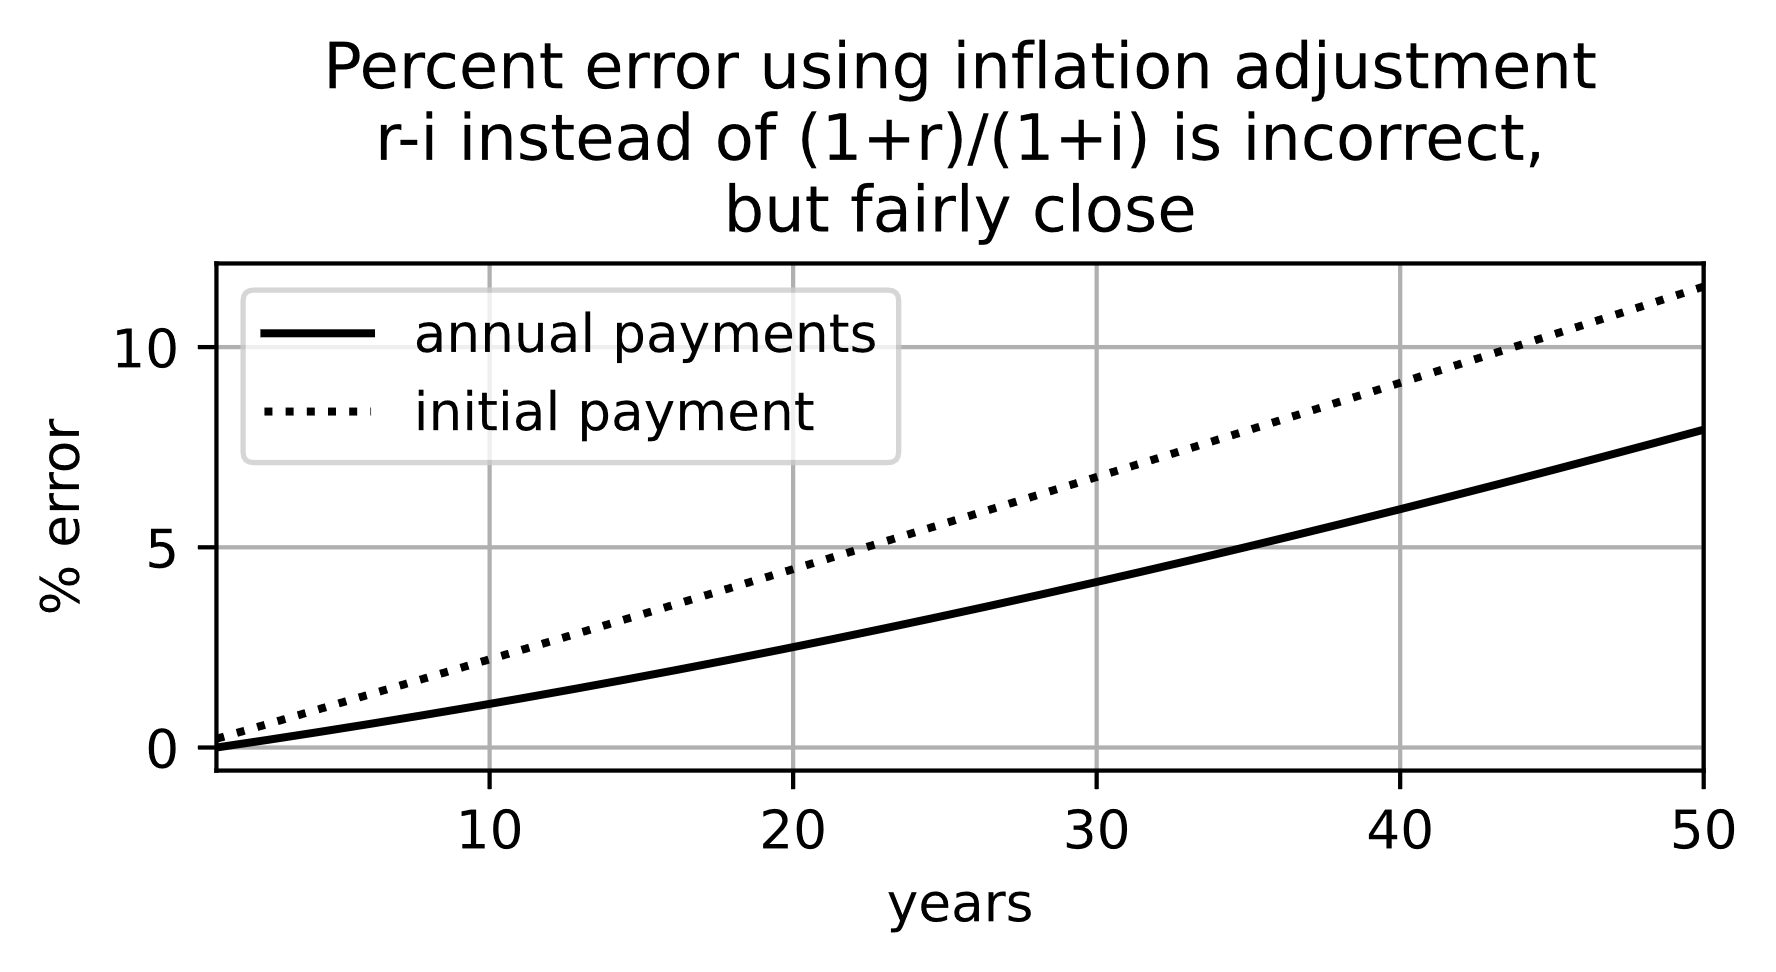 Percent error using inflation adjustment
r-i instead of (1+r)/(1+i) is incorrect,
but fairly close
annual payments
initial payment
% error
10
5
0
10
20
30
40
50
years